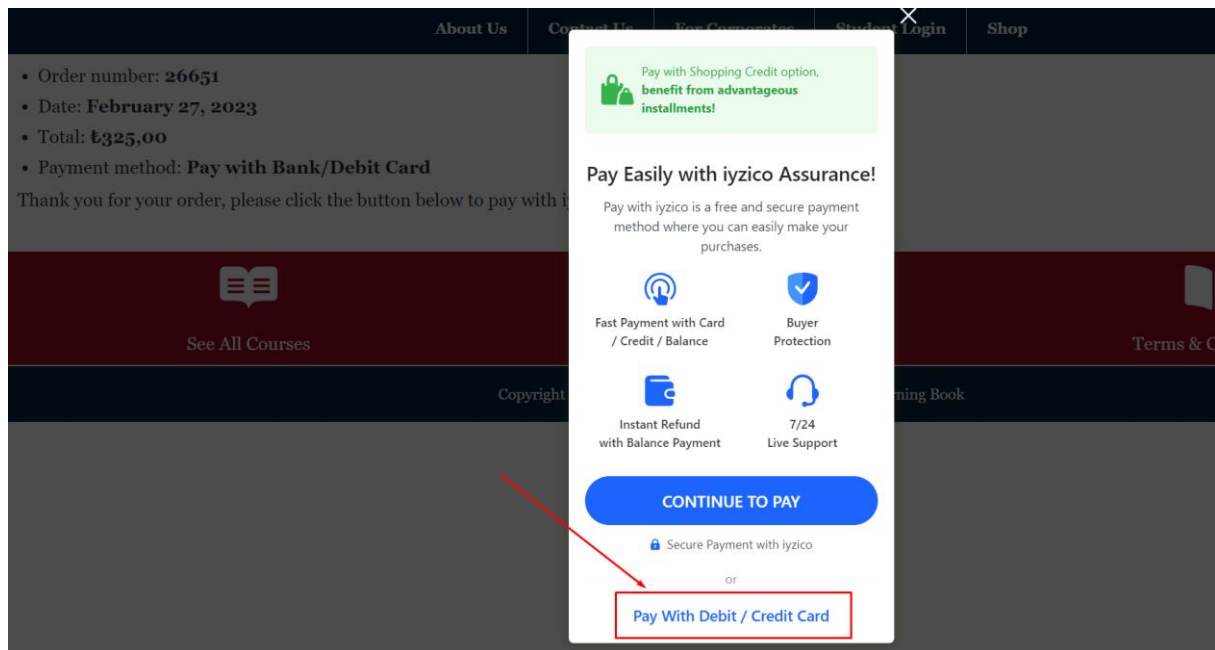 About Us
Contact Us
For Corporates
Student Login
Shop
• Order number: 26651
• Date: February 27, 2023
• Total: ₺325,00
• Payment method: Pay with Bank/Debit Card
Thank you for your order, please click the button below to pay with
See All Courses
Terms &
Copyright
Book
Pay with Shopping Credit option,
benefit from advantageous
installments!
Pay Easily with iyzico Assurance!
Pay with iyzico is a free and secure payment
method where you can easily make your
purchases.
Fast Payment with Card
/ Credit / Balance
Buyer
Protection
Instant Refund
with Balance Payment
7/24
Live Support
CONTINUE TO PAY
Secure Payment with iyzico
or
Pay With Debit / Credit Card